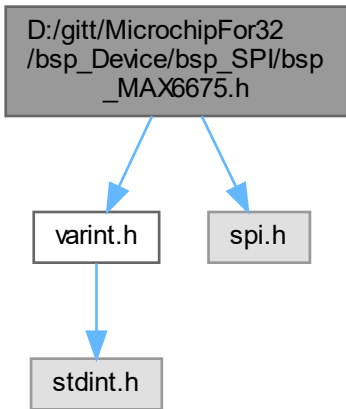 D:/gitt/MicrochipFor32
/bsp_Device/bsp_SPI/bsp
_MAX6675.h
varint.h
spi.h
stdint.h